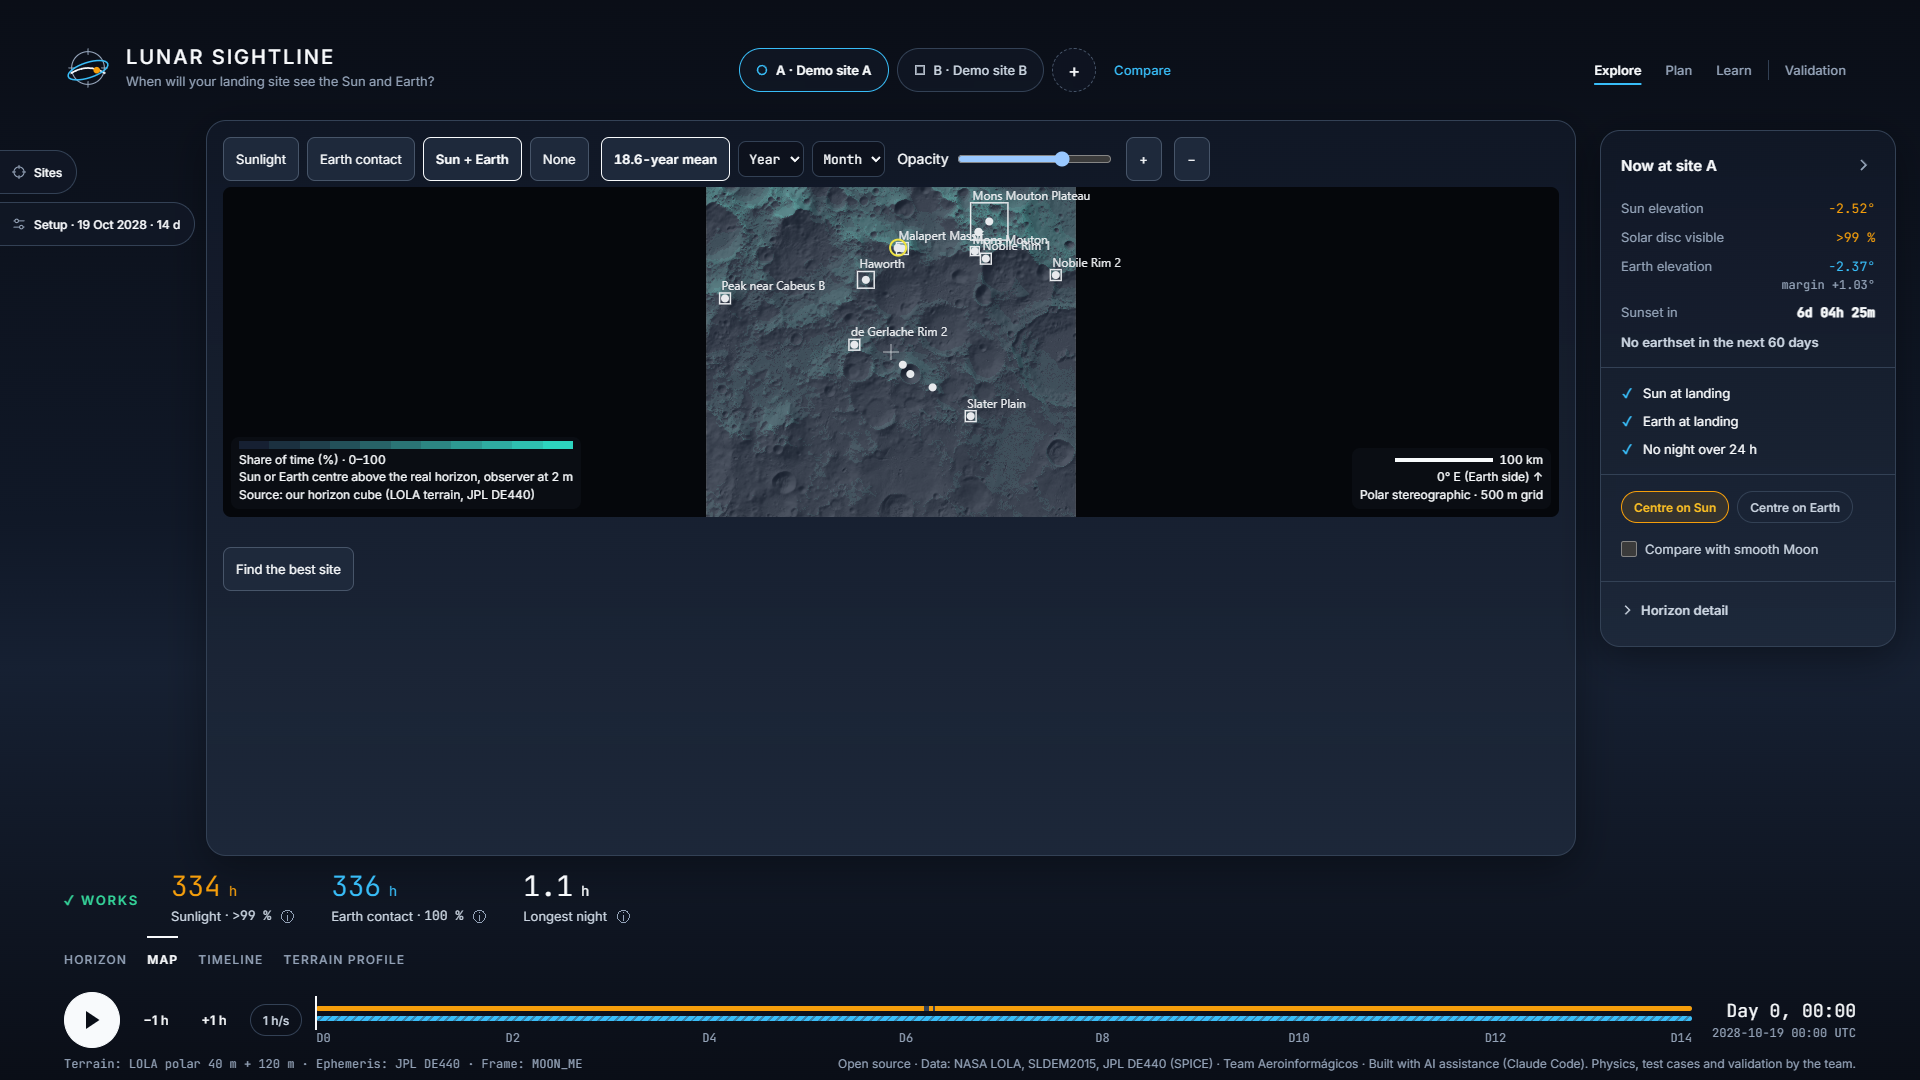 LUNAR SIGHTLINE
When will your landing site see the Sun and Earth?
A · Demo site A
B · Demo site B
+
Compare
Explore
Plan
Learn
Validation
Sites
Setup · 19 Oct 2028 · 14 d
Sunlight
Earth contact
Sun + Earth
None
18.6-year mean
Year
Month
Opacity
+
−
Mons Mouton Plateau
Malapert Massif
Mons Mouton
Nobile Rim 1
Haworth
Nobile Rim 2
Peak near Cabeus B
de Gerlache Rim 2
Slater Plain
Share of time (%) · 0–100
Sun or Earth centre above the real horizon, observer at 2 m
Source: our horizon cube (LOLA terrain, JPL DE440)
100 km
0° E (Earth side) ↑
Polar stereographic · 500 m grid
Find the best site
Now at site A
Sun elevation -2.52°
Solar disc visible >99 %
Earth elevation -2.37°
margin +1.03°
Sunset in 6d 04h 25m
No earthset in the next 60 days
✓ Sun at landing
✓ Earth at landing
✓ No night over 24 h
Centre on Sun
Centre on Earth
Compare with smooth Moon
Horizon detail
✓ WORKS
334 h
Sunlight · >99 % ⓘ
336 h
Earth contact · 100 % ⓘ
1.1 h
Longest night ⓘ
HORIZON
MAP
TIMELINE
TERRAIN PROFILE
−1 h
+1 h
1 h/s
D0 D2 D4 D6 D8 D10 D12 D14
Day 0, 00:00
2028-10-19 00:00 UTC
Terrain: LOLA polar 40 m + 120 m · Ephemeris: JPL DE440 · Frame: MOON_ME
Open source · Data: NASA LOLA, SLDEM2015, JPL DE440 (SPICE) · Team Aeroinformágicos · Built with AI assistance (Claude Code). Physics, test cases and validation by the team.